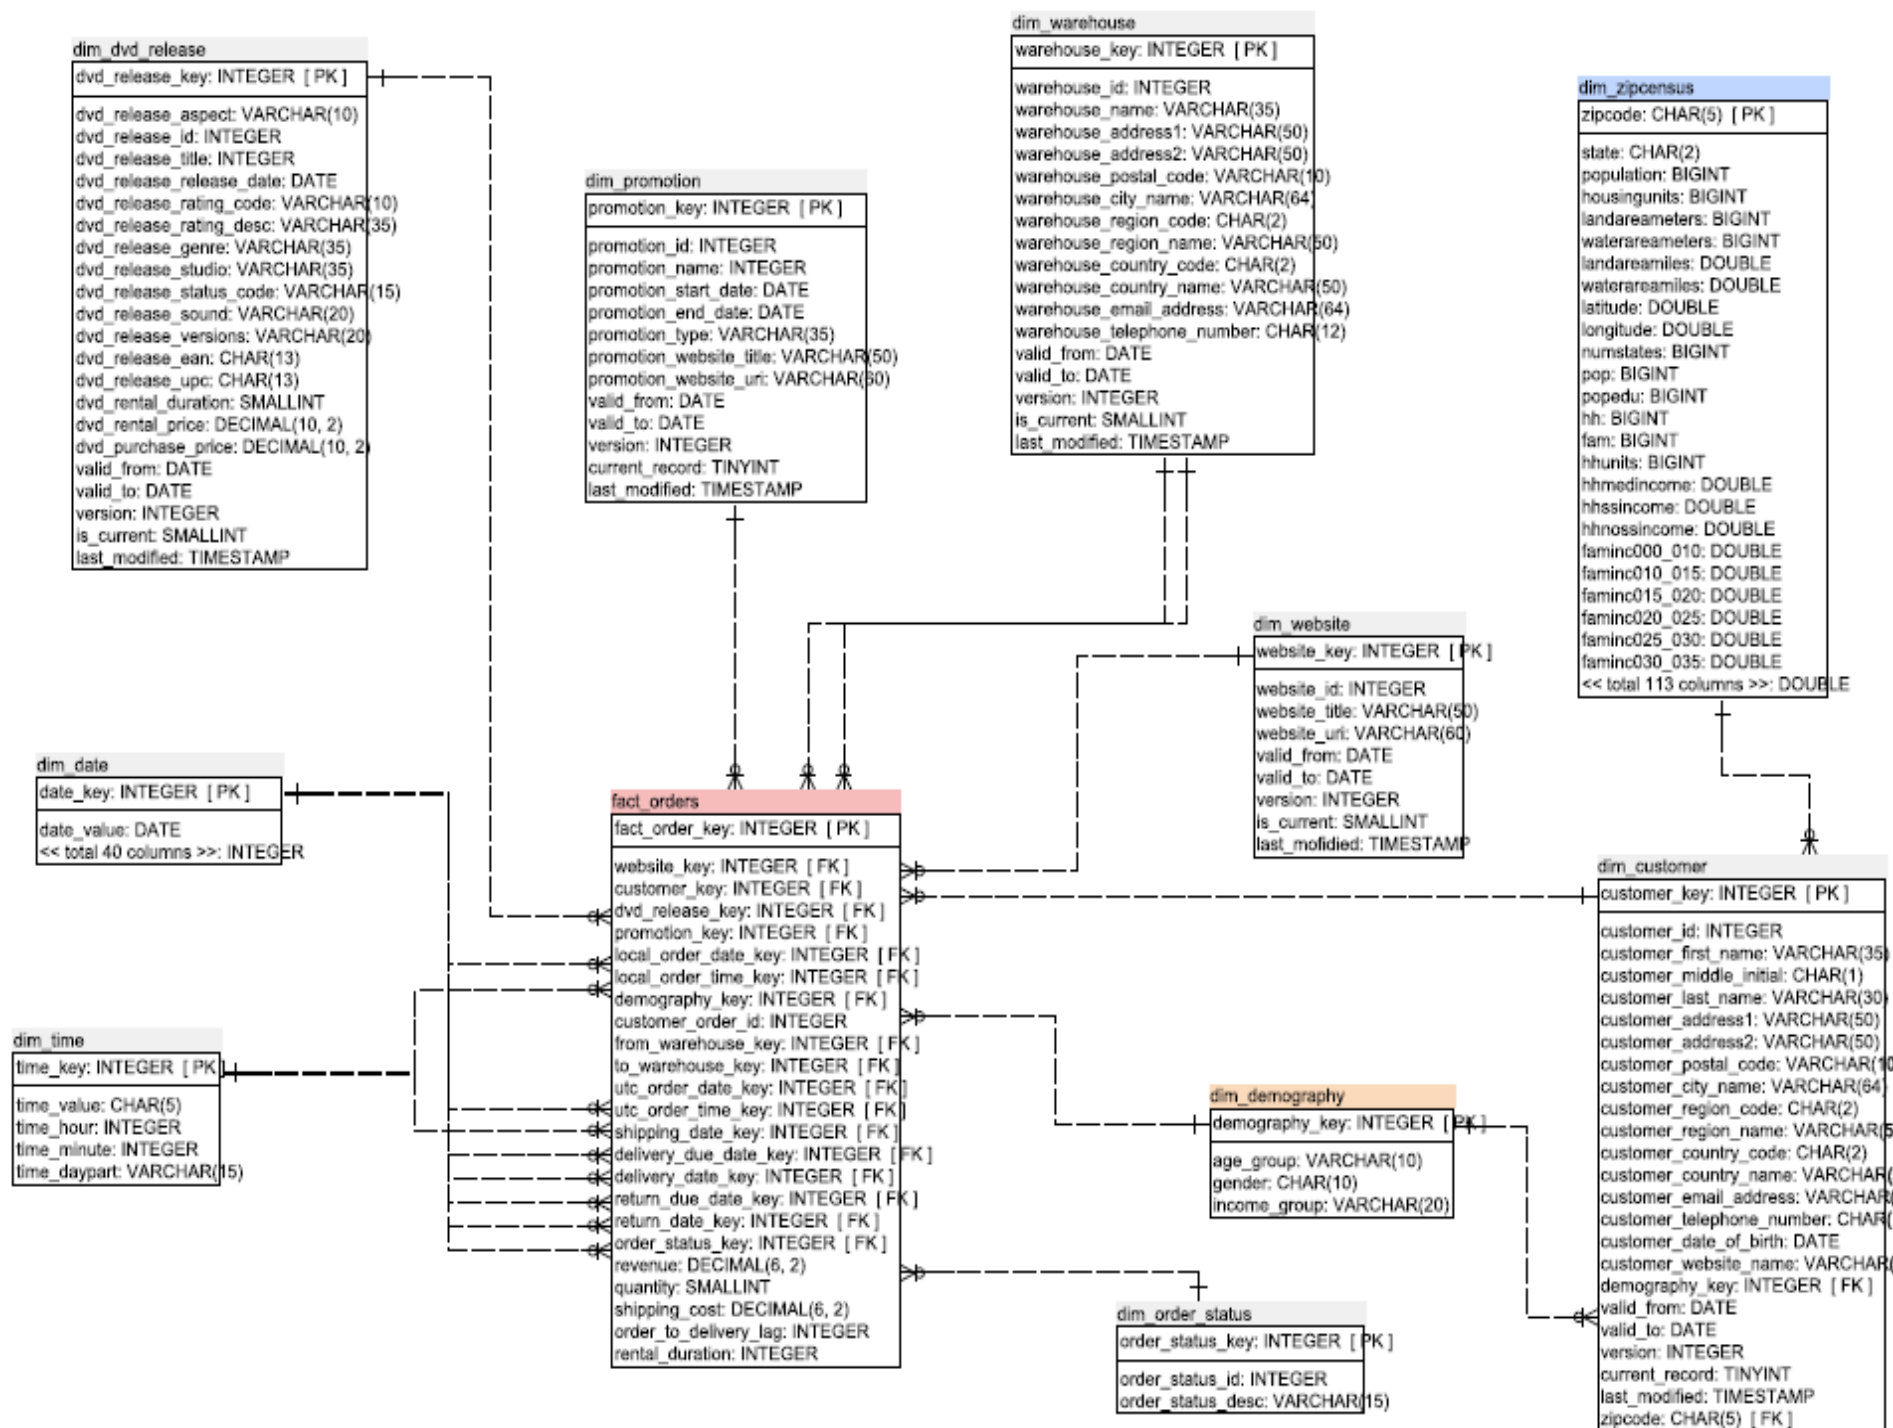 dim_dvd_release
dvd_release_key: INTEGER [ PK ]
dvd_release_aspect: VARCHAR(10)
dvd_release_id: INTEGER
dvd_release_title: INTEGER
dvd_release_release_date: DATE
dvd_release_rating_code: VARCHAR(10)
dvd_release_rating_desc: VARCHAR(35)
dvd_release_genre: VARCHAR(35)
dvd_release_studio: VARCHAR(35)
dvd_release_status_code: VARCHAR(15)
dvd_release_sound: VARCHAR(20)
dvd_release_versions: VARCHAR(20)
dvd_release_ean: CHAR(13)
dvd_release_upc: CHAR(13)
dvd_rental_duration: SMALLINT
dvd_rental_price: DECIMAL(10, 2)
dvd_purchase_price: DECIMAL(10, 2)
valid_from: DATE
valid_to: DATE
version: INTEGER
is_current: SMALLINT
last_modified: TIMESTAMP
dim_promotion
promotion_key: INTEGER [ PK ]
promotion_id: INTEGER
promotion_name: INTEGER
promotion_start_date: DATE
promotion_end_date: DATE
promotion_type: VARCHAR(35)
promotion_website_title: VARCHAR(50)
promotion_website_uri: VARCHAR(60)
valid_from: DATE
valid_to: DATE
version: INTEGER
current_record: TINYINT
last_modified: TIMESTAMP
dim_warehouse
warehouse_key: INTEGER [ PK ]
warehouse_id: INTEGER
warehouse_name: VARCHAR(35)
warehouse_address1: VARCHAR(50)
warehouse_address2: VARCHAR(50)
warehouse_postal_code: VARCHAR(10)
warehouse_city_name: VARCHAR(64)
warehouse_region_code: CHAR(2)
warehouse_region_name: VARCHAR(50)
warehouse_country_code: CHAR(2)
warehouse_country_name: VARCHAR(50)
warehouse_email_address: VARCHAR(64)
warehouse_telephone_number: CHAR(12)
valid_from: DATE
valid_to: DATE
version: INTEGER
is_current: SMALLINT
last_modified: TIMESTAMP
dim_zipcensus
zipcode: CHAR(5) [ PK ]
state: CHAR(2)
population: BIGINT
housingunits: BIGINT
landareameters: BIGINT
waterareameters: BIGINT
landareamiles: DOUBLE
waterareamiles: DOUBLE
latitude: DOUBLE
longitude: DOUBLE
numstates: BIGINT
pop: BIGINT
popedu: BIGINT
hh: BIGINT
fam: BIGINT
hhunits: BIGINT
hhmedincome: DOUBLE
hhssincome: DOUBLE
hhnossincome: DOUBLE
faminc000_010: DOUBLE
faminc010_015: DOUBLE
faminc015_020: DOUBLE
faminc020_025: DOUBLE
faminc025_030: DOUBLE
faminc030_035: DOUBLE
<< total 113 columns >>: DOUBLE
dim_website
website_key: INTEGER [ PK ]
website_id: INTEGER
website_title: VARCHAR(50)
website_uri: VARCHAR(60)
valid_from: DATE
valid_to: DATE
version: INTEGER
is_current: SMALLINT
last_mofidied: TIMESTAMP
dim_date
date_key: INTEGER [ PK ]
date_value: DATE
<< total 40 columns >>: INTEGER
dim_time
time_key: INTEGER [ PK ]
time_value: CHAR(5)
time_hour: INTEGER
time_minute: INTEGER
time_daypart: VARCHAR(15)
fact_orders
fact_order_key: INTEGER [ PK ]
website_key: INTEGER [ FK ]
customer_key: INTEGER [ FK ]
dvd_release_key: INTEGER [ FK ]
promotion_key: INTEGER [ FK ]
local_order_date_key: INTEGER [ FK ]
local_order_time_key: INTEGER [ FK ]
demography_key: INTEGER [ FK ]
customer_order_id: INTEGER
from_warehouse_key: INTEGER [ FK ]
to_warehouse_key: INTEGER [ FK ]
utc_order_date_key: INTEGER [ FK ]
utc_order_time_key: INTEGER [ FK ]
shipping_date_key: INTEGER [ FK ]
delivery_due_date_key: INTEGER [ FK ]
delivery_date_key: INTEGER [ FK ]
return_due_date_key: INTEGER [ FK ]
return_date_key: INTEGER [ FK ]
order_status_key: INTEGER [ FK ]
revenue: DECIMAL(6, 2)
quantity: SMALLINT
shipping_cost: DECIMAL(6, 2)
order_to_delivery_lag: INTEGER
rental_duration: INTEGER
dim_demography
demography_key: INTEGER [ PK ]
age_group: VARCHAR(10)
gender: CHAR(10)
income_group: VARCHAR(20)
dim_order_status
order_status_key: INTEGER [ PK ]
order_status_id: INTEGER
order_status_desc: VARCHAR(15)
dim_customer
customer_key: INTEGER [ PK ]
customer_id: INTEGER
customer_first_name: VARCHAR(35)
customer_middle_initial: CHAR(1)
customer_last_name: VARCHAR(30)
customer_address1: VARCHAR(50)
customer_address2: VARCHAR(50)
customer_postal_code: VARCHAR(10
customer_city_name: VARCHAR(64)
customer_region_code: CHAR(2)
customer_region_name: VARCHAR(5
customer_country_code: CHAR(2)
customer_country_name: VARCHAR(
customer_email_address: VARCHAR(
customer_telephone_number: CHAR(
customer_date_of_birth: DATE
customer_website_name: VARCHAR(
demography_key: INTEGER [ FK ]
valid_from: DATE
valid_to: DATE
version: INTEGER
current_record: TINYINT
last_modified: TIMESTAMP
zipcode: CHAR(5) [ FK ]